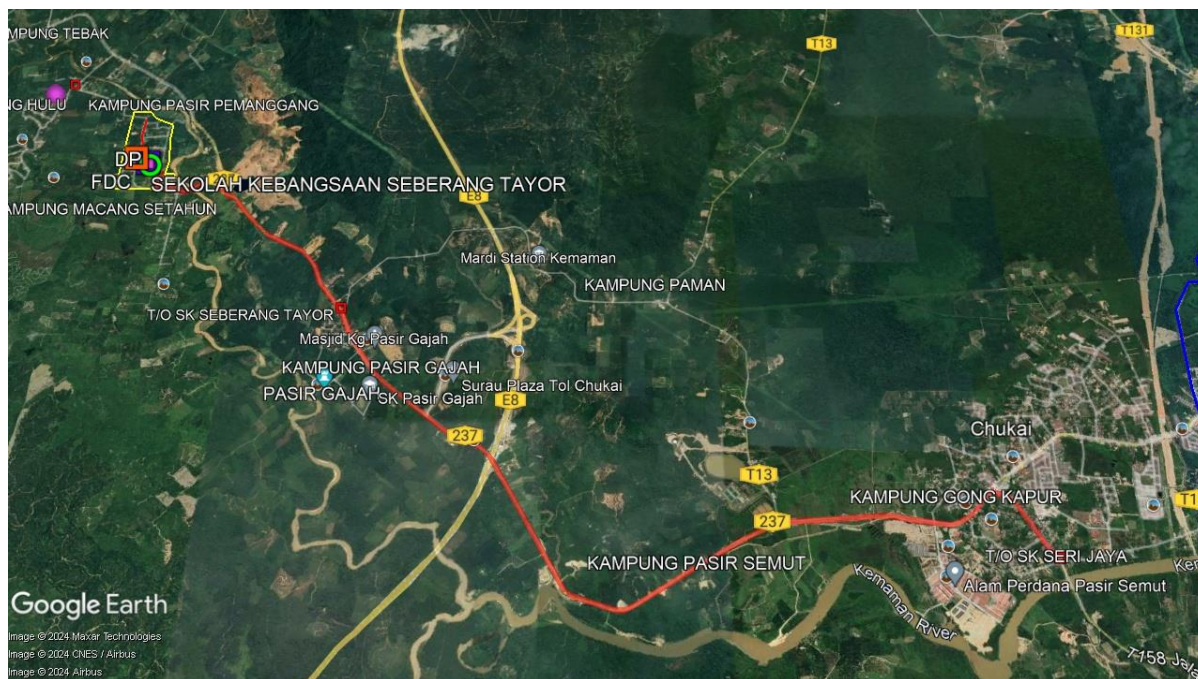 T131
T13
MPUNG TEBAK
NG HULU
KAMPUNG PASIR PEMANGGANG
DP
FDC
SEKOLAH KEBANGSAAN SEBERANG TAYOR
E8
AMPUNG MACANG SETAHUN
Mardi Station Kemaman
KAMPUNG PAMAN
T/O SK SEBERANG TAYOR
Masjid Kg Pasir Gajah
KAMPUNG PASIR GAJAH
Surau Plaza Tol Chukai
PASIR GAJAH
SK Pasir Gajah
E8
237
Chukai
T13
KAMPUNG GONG KAPUR
T1
237
T/O SK SERI JAYA
KAMPUNG PASIR SEMUT
Ker
Alam Perdana Pasir Semut
Kemaman River
Google Earth
Image © 2024 Maxar Technologies
Image © 2024 CNES / Airbus
Image © 2024 Airbus
T158 Jala